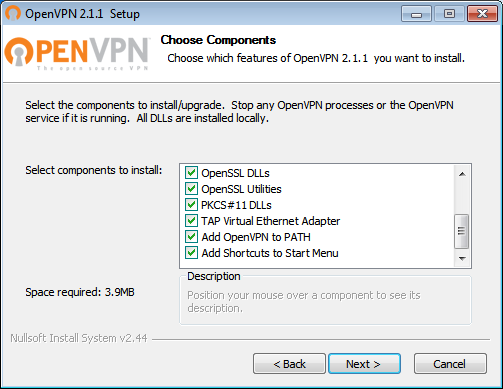 OpenVPN 2.1.1 Setup
OPENVPN
The open source VPN
Choose Components
Choose which features of OpenVPN 2.1.1 you want to install.
Select the components to install/upgrade. Stop any OpenVPN processes or the OpenVPN
service if it is running. All DLLs are installed locally.
Select components to install:
OpenSSL DLLs
OpenSSL Utilities
PKCS#11 DLLs
TAP Virtual Ethernet Adapter
Add OpenVPN to PATH
Add Shortcuts to Start Menu
Space required: 3.9MB
Description
Position your mouse over a component to see its
description.
Nullsoft Install System v2.44
< Back
Next >
Cancel